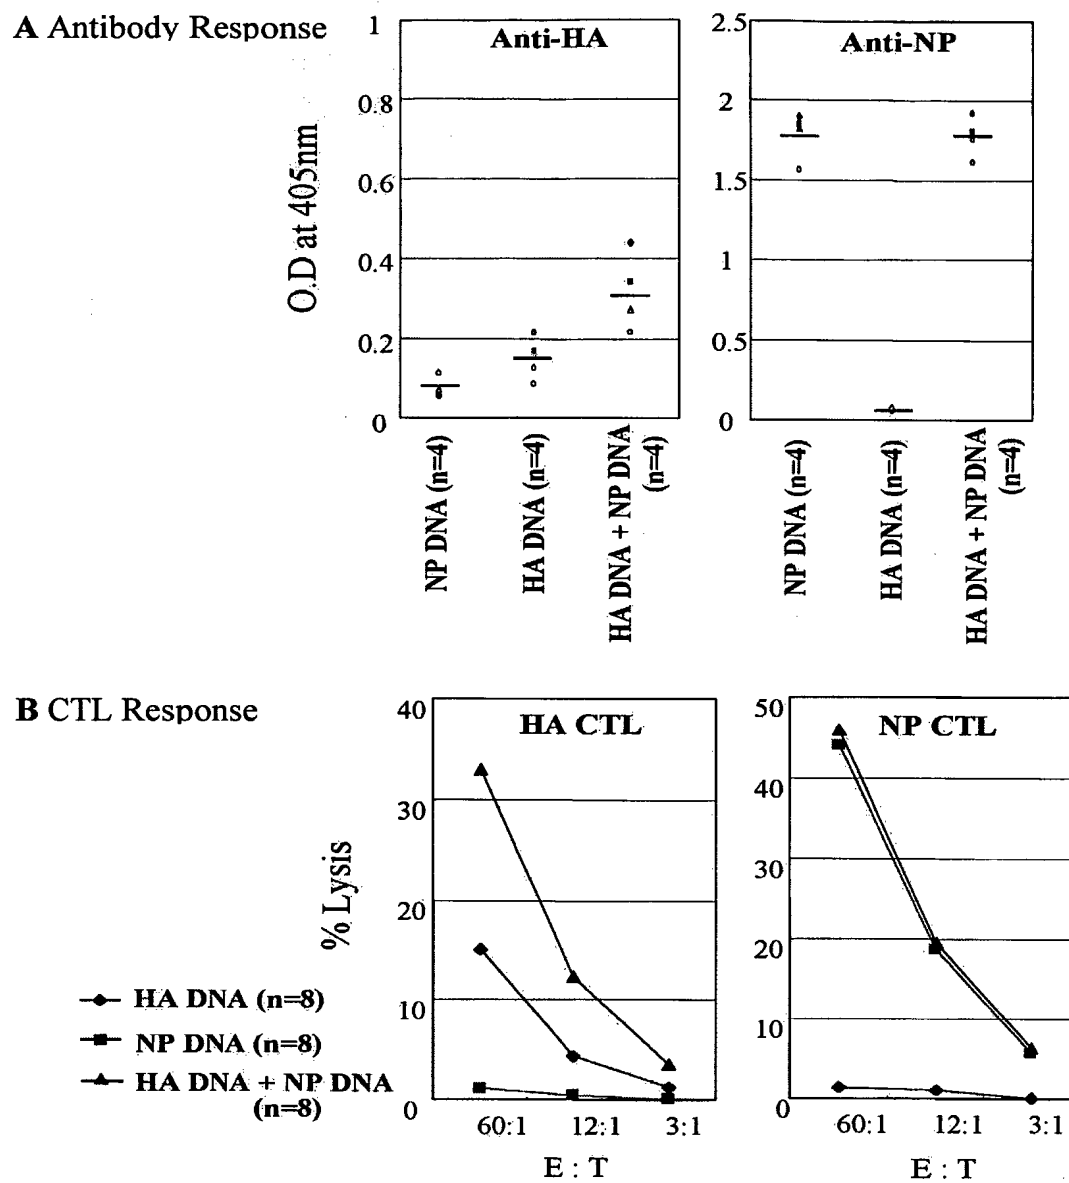 A Antibody Response
Anti-HA
Anti-NP
O.D at 405nm
1
0.8
0.6
0.4
0.2
0
2.5
2
1.5
1
0.5
0
NP DNA (n=4)
HA DNA (n=4)
HA DNA + NP DNA
(n=4)
NP DNA (n=4)
HA DNA (n=4)
HA DNA + NP DNA
(n=4)
B CTL Response
HA CTL
NP CTL
% Lysis
40
30
20
10
0
50
40
30
20
10
0
HA DNA (n=8)
NP DNA (n=8)
HA DNA + NP DNA
(n=8)
60:1 12:1 3:1
E : T
60:1 12:1 3:1
E : T